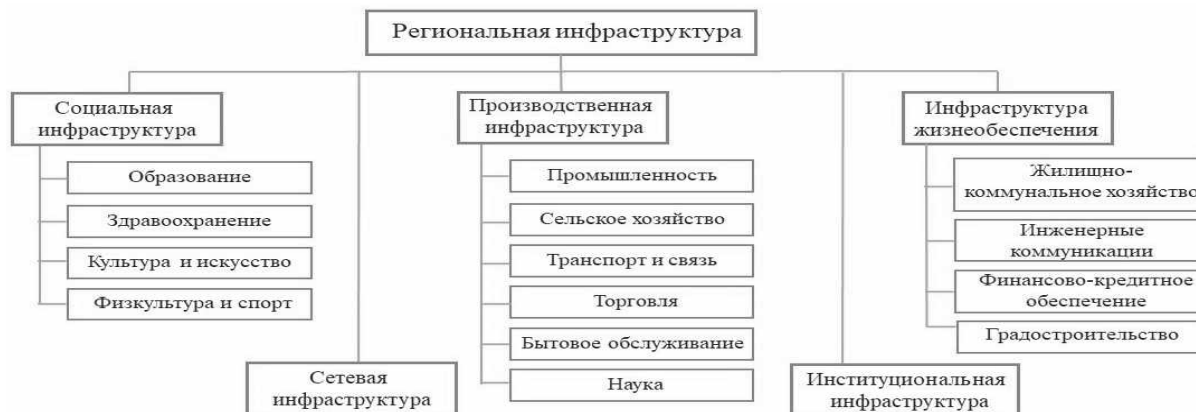 Региональная инфраструктура
Социальная
инфраструктура
Образование
Здравоохранение
Культура и искусство
Физкультура и спорт
Сетевая
инфраструктура
Производственная
инфраструктура
Промышленность
Сельское хозяйство
Транспорт и связь
Торговля
Бытовое обслуживание
Наука
Институциональная
инфраструктура
Инфраструктура
жизнеобеспечения
Жилищно-
коммунальное хозяйство
Инженерные
коммуникации
Финансово-кредитное
обеспечение
Градостроительство